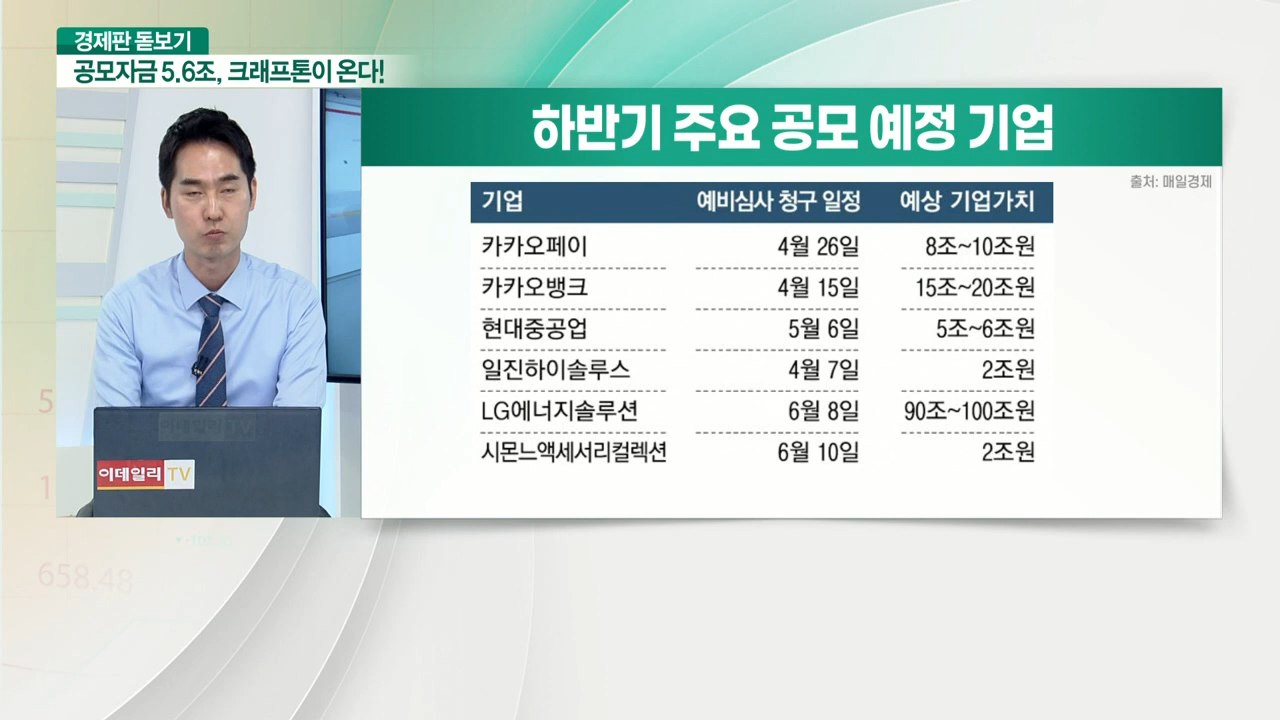 경제판 돋보기
공모자금 5.6조, 크래프톤이 온다!
하반기 주요 공모 예정 기업
출처: 매일경제
기업 예비심사 청구 일정 예상 기업가치
카카오페이 4월 26일 8조~10조원
카카오뱅크 4월 15일 15조~20조원
현대중공업 5월 6일 5조~6조원
일진하이솔루스 4월 7일 2조원
LG에너지솔루션 6월 8일 90조~100조원
시몬느액세서리컬렉션 6월 10일 2조원
이데일리TV
이데일리 TV
5
1
658.48